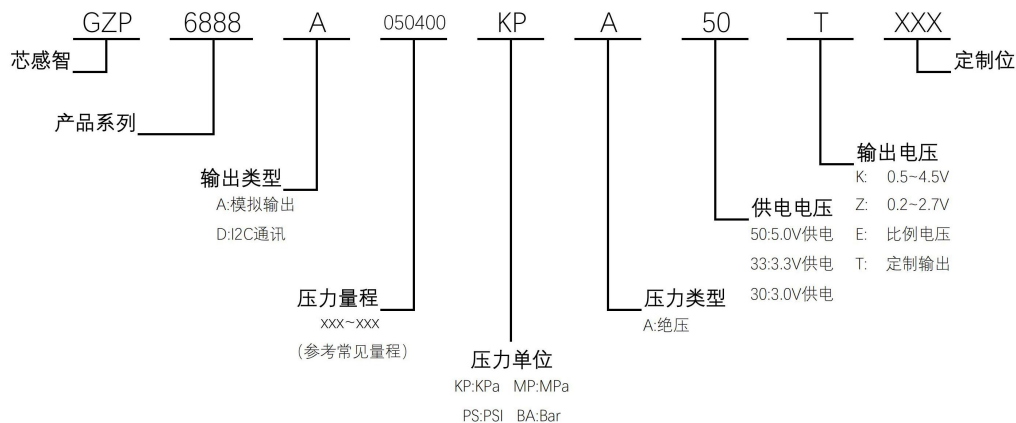 GZP 6888 A 050400 KP A 50 T XXX
芯感智
定制位
产品系列
输出电压
K: 0.5~4.5V
Z: 0.2~2.7V
E: 比例电压
T: 定制输出
输出类型
A:模拟输出
D:I2C通讯
供电电压
50:5.0V供电
33:3.3V供电
30:3.0V供电
压力量程
xxx~xxx
(参考常见量程)
压力类型
A:绝压
压力单位
KP:KPa MP:MPa
PS:PSI BA:Bar